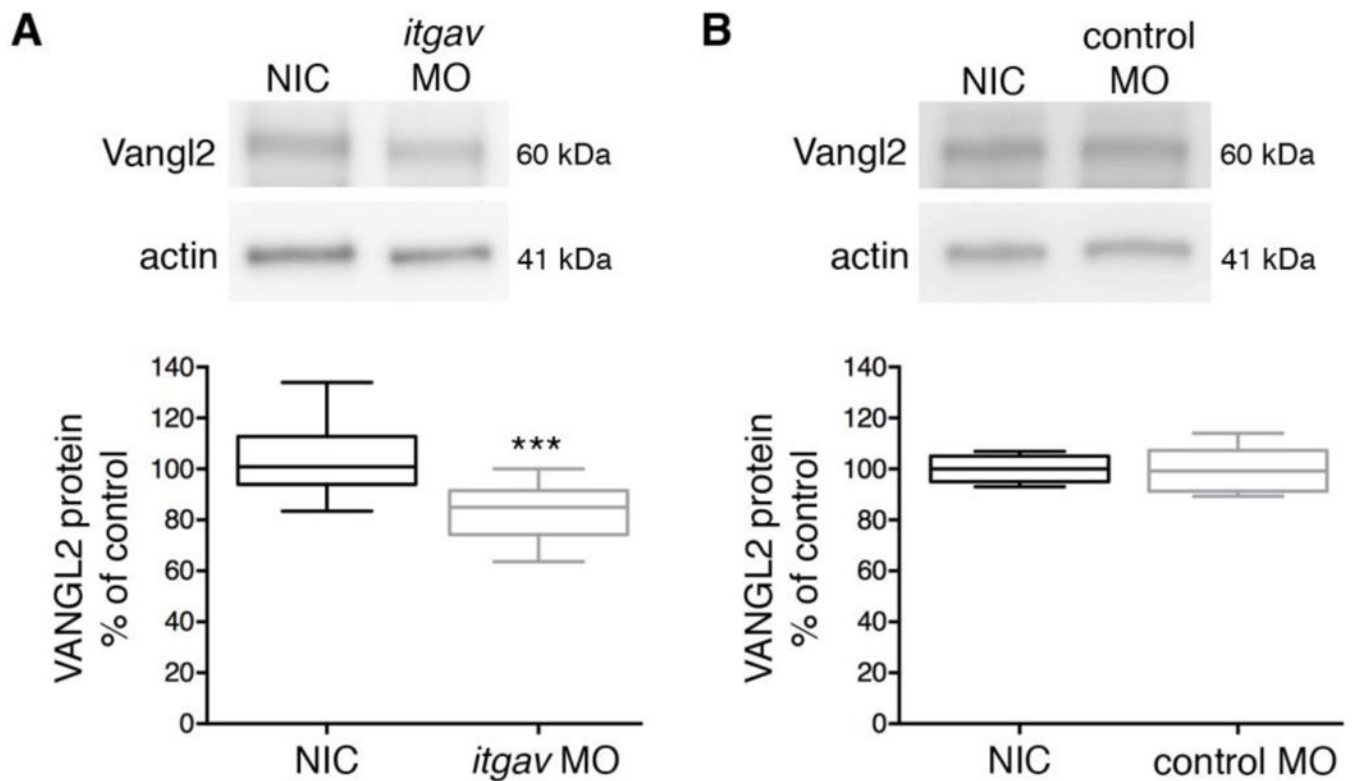 A
NIC
itgav
MO
Vangl2
60 kDa
actin
41 kDa
VANGL2 protein
% of control
140
120
100
80
60
40
20
0
***
NIC
itgav MO
B
NIC
control
MO
Vangl2
60 kDa
actin
41 kDa
VANGL2 protein
% of control
140
120
100
80
60
40
20
0
NIC
control MO